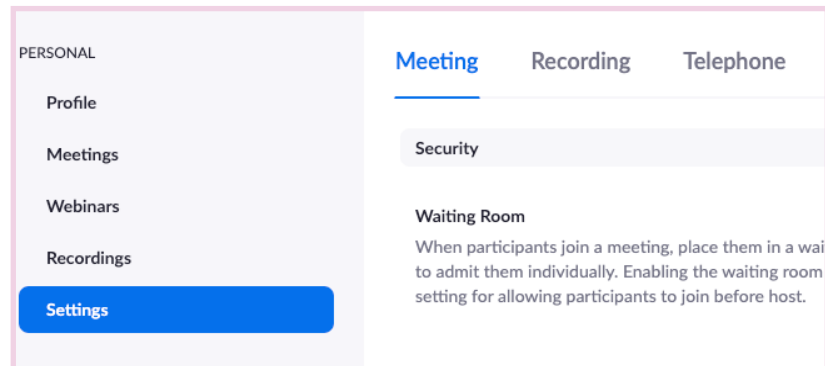 PERSONAL
Profile
Meetings
Webinars
Recordings
Settings
Meeting Recording Telephone
Security
Waiting Room
When participants join a meeting, place them in a wai
to admit them individually. Enabling the waiting room
setting for allowing participants to join before host.